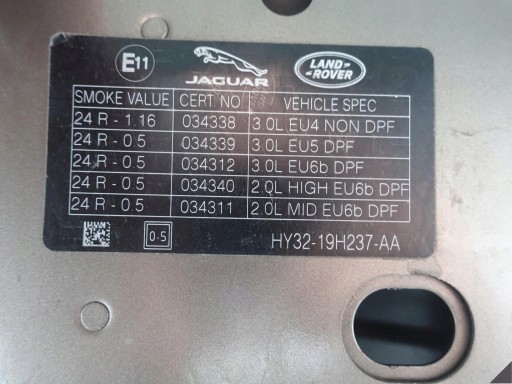 E11
JAGUAR
LAND-
ROVER
SMOKE VALUE CERT. NO VEHICLE SPEC
24 R - 1.16 034338 3.0L EU4 NON DPF
24 R - 0.5 034339 3.0L EU5 DPF
24 R - 0.5 034312 3.0L EU6b DPF
24 R - 0.5 034340 2.0L HIGH EU6b DPF
24 R - 0.5 034311 2.0L MID EU6b DPF
0.5 HY32-19H237-AA